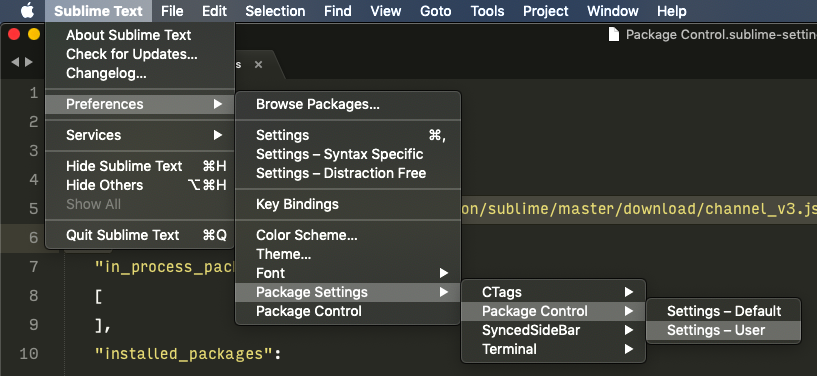 Sublime Text File Edit Selection Find View Goto Tools Project Window Help
Package Control.sublime-settin
About Sublime Text
Check for Updates...
Changelog...
Preferences
Services
Hide Sublime Text ⌘H
Hide Others ⌥⌘H
Show All
Quit Sublime Text ⌘Q
s ×
Browse Packages...
Settings ⌘,
Settings – Syntax Specific
Settings – Distraction Free
Key Bindings
Color Scheme...
Theme...
Font
Package Settings
Package Control
CTags
Package Control
SyncedSideBar
Terminal
Settings – Default
Settings – User
1
2
3
4
5 on/sublime/master/download/channel_v3.js
6
7 "in_process_pac
8 [
9 ],
10 "installed_packages":